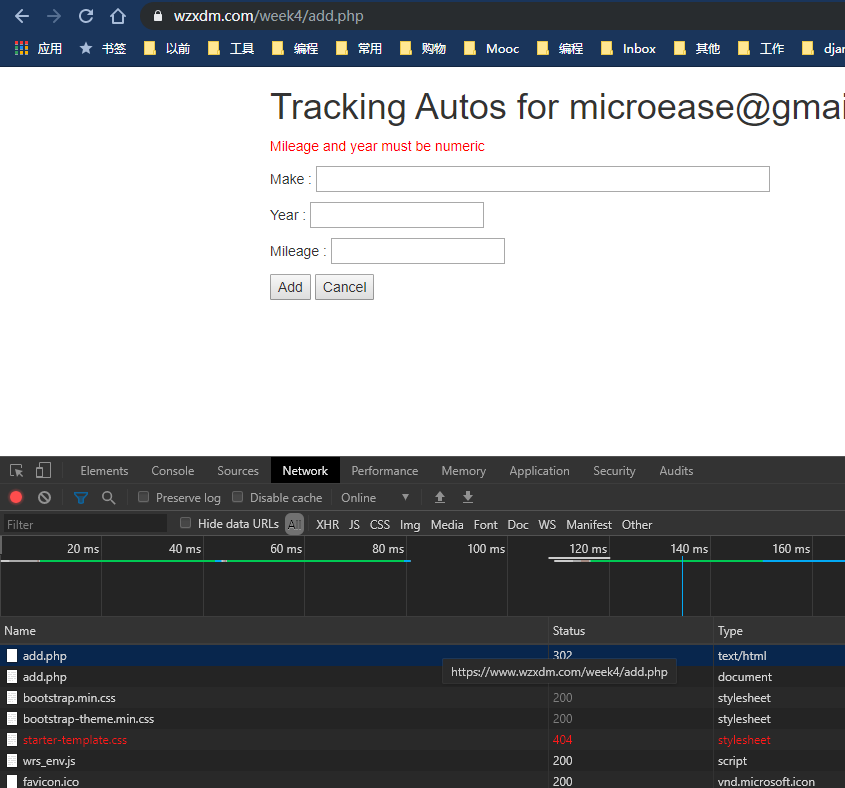 wzxdm.com/week4/add.php
应用 书签 以前 工具 编程 常用 购物 Mooc 编程 Inbox 其他 工作 djan
Tracking Autos for microease@gmai
Mileage and year must be numeric
Make :
Year :
Mileage :
Add Cancel
Elements Console Sources Network Performance Memory Application Security Audits
Preserve log Disable cache Online
Filter Hide data URLs All XHR JS CSS Img Media Font Doc WS Manifest Other
20 ms 40 ms 60 ms 80 ms 100 ms 120 ms 140 ms 160 ms
Name Status Type
add.php 302 text/html
https://www.wzxdm.com/week4/add.php
add.php document
bootstrap.min.css 200 stylesheet
bootstrap-theme.min.css 200 stylesheet
starter-template.css 404 stylesheet
wrs_env.js 200 script
favicon.ico 200 vnd.microsoft.icon